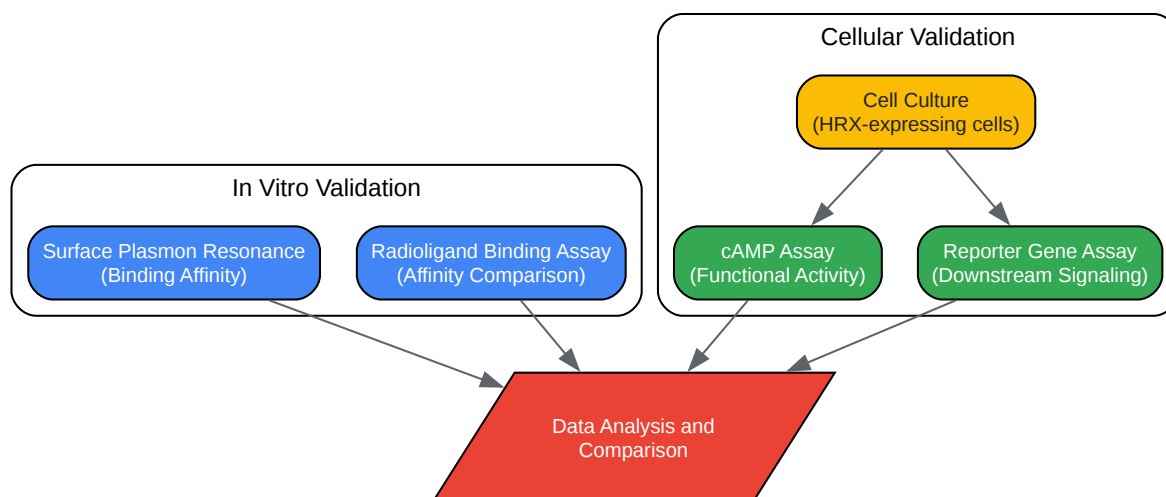 Cellular Validation
Cell Culture
(HRX-expressing cells)
In Vitro Validation
Surface Plasmon Resonance
(Binding Affinity)
Radioligand Binding Assay
(Affinity Comparison)
cAMP Assay
(Functional Activity)
Reporter Gene Assay
(Downstream Signaling)
Data Analysis and
Comparison